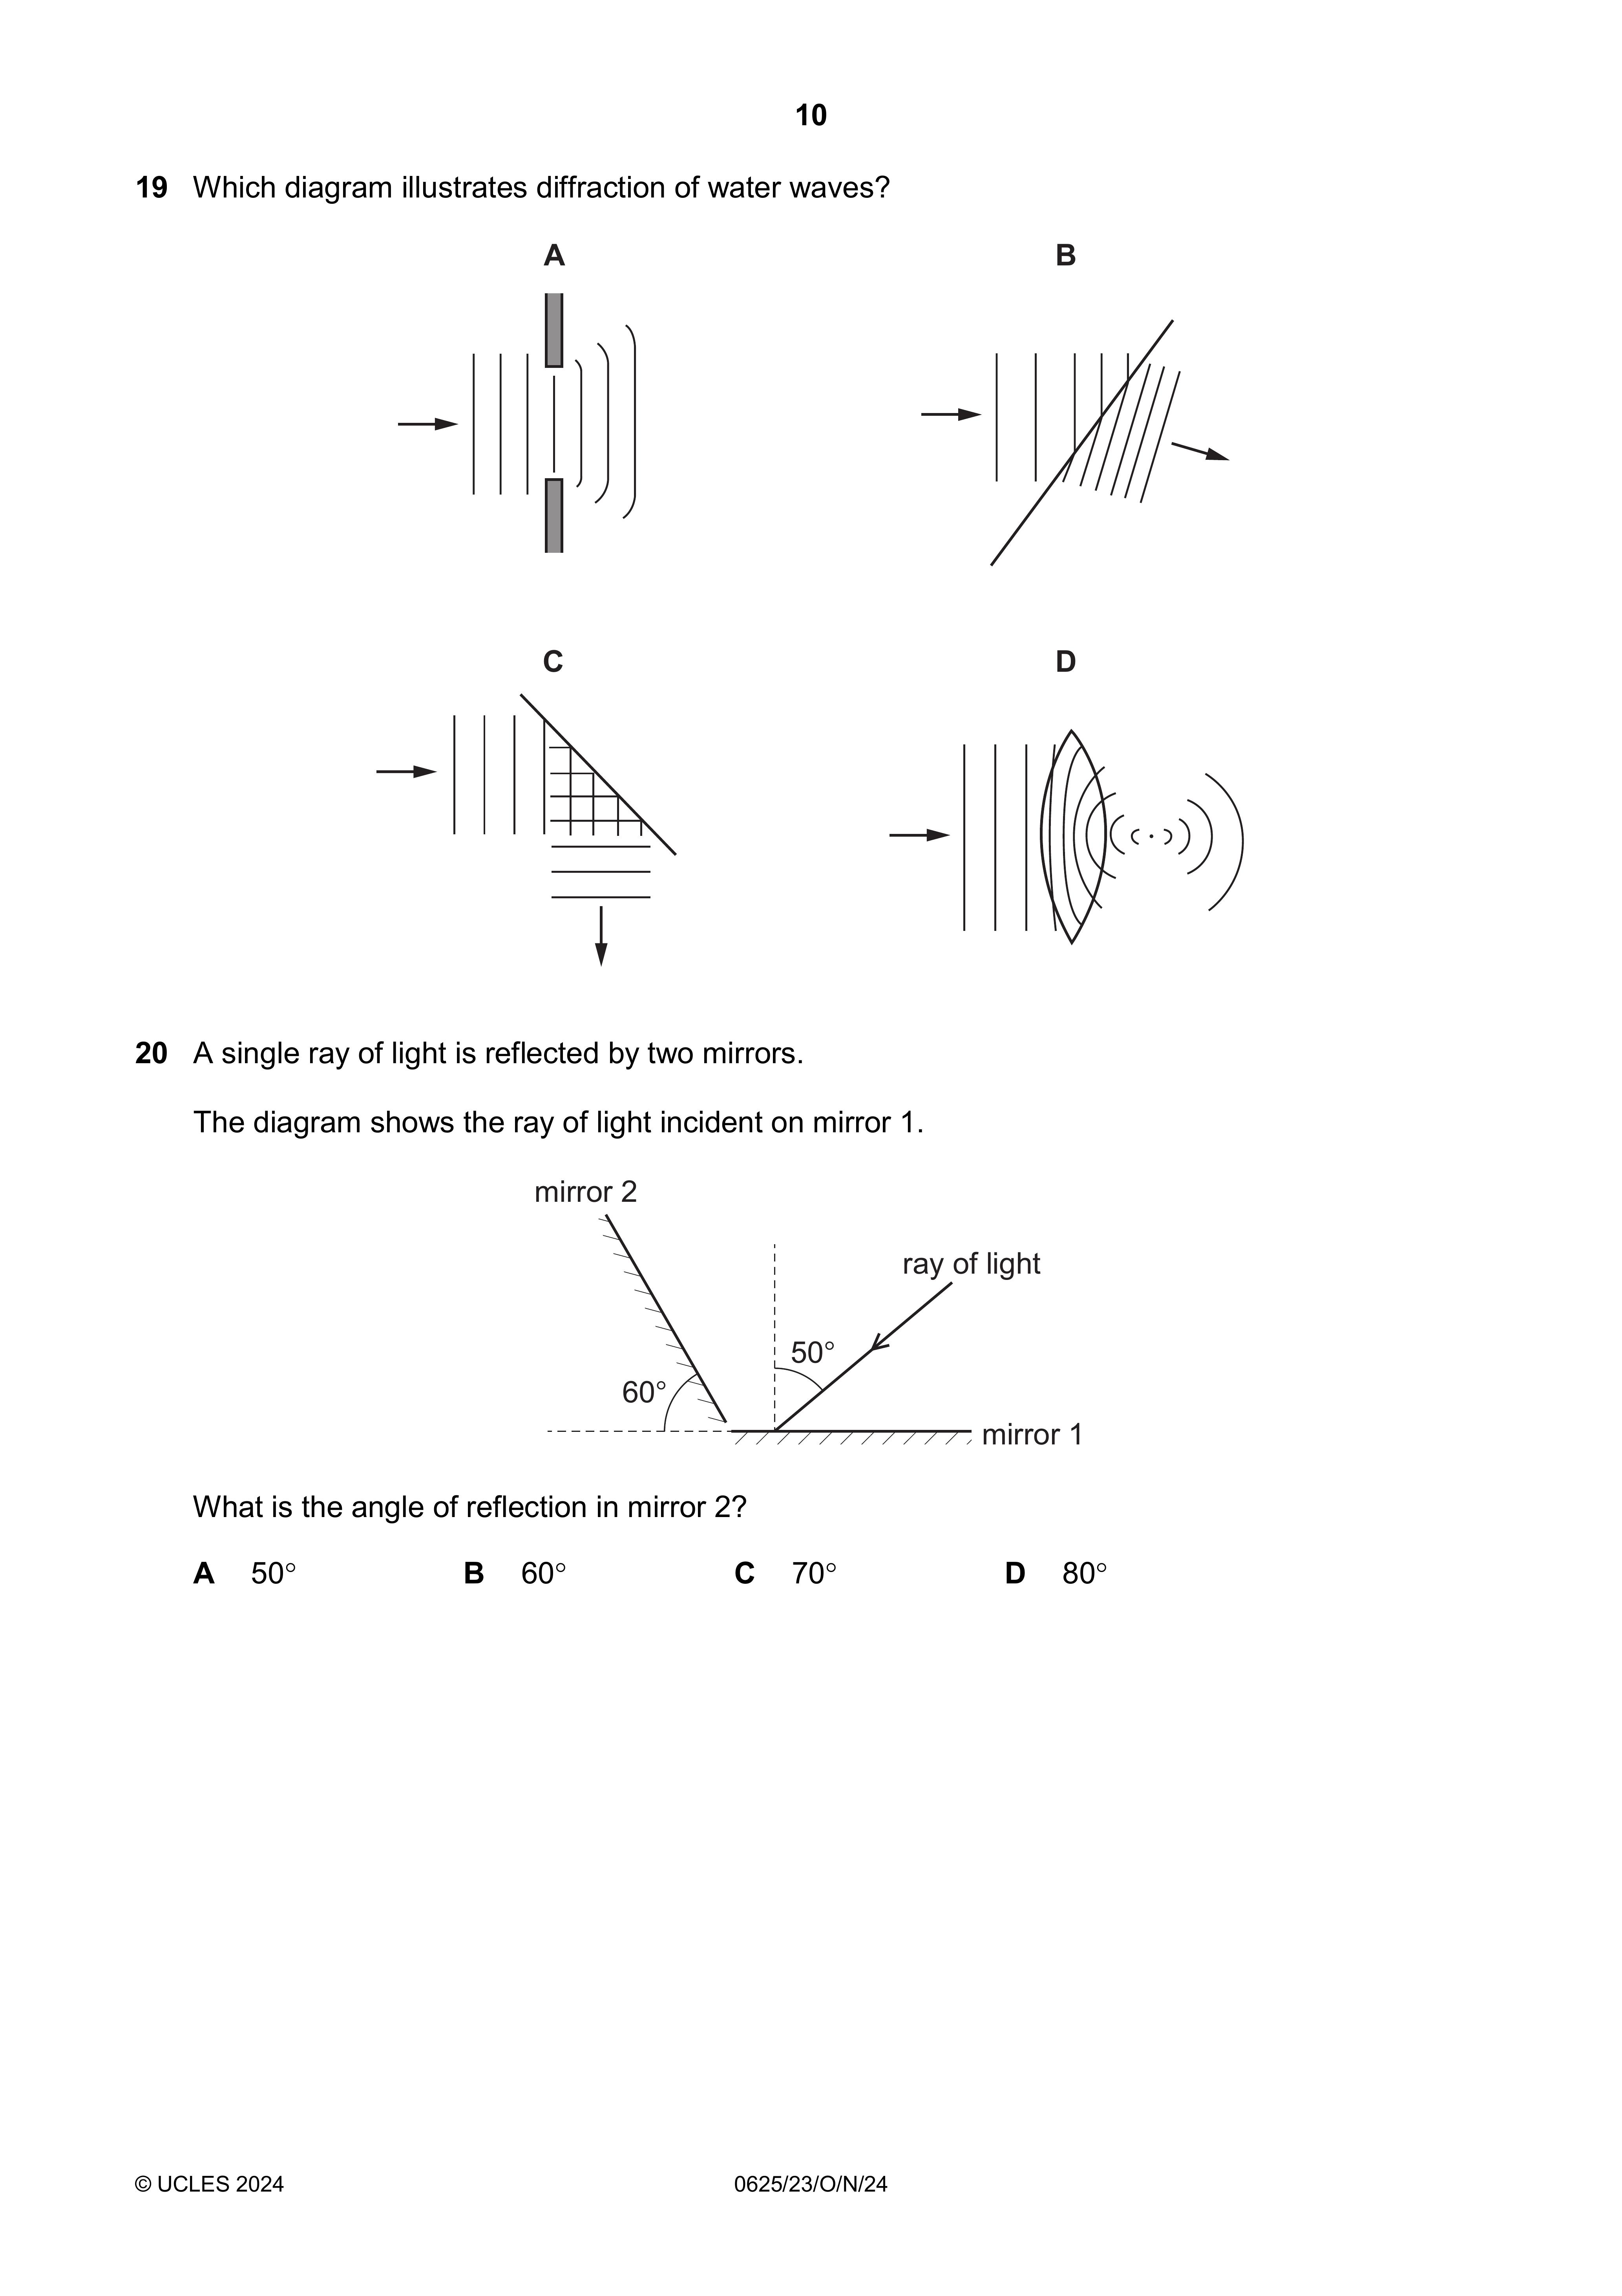 10
19 Which diagram illustrates diffraction of water waves?
A B
C D
20 A single ray of light is reflected by two mirrors.
The diagram shows the ray of light incident on mirror 1.
mirror 2
ray of light
50°
60°
mirror 1
What is the angle of reflection in mirror 2?
A 50° B 60° C 70° D 80°
© UCLES 2024 0625/23/O/N/24